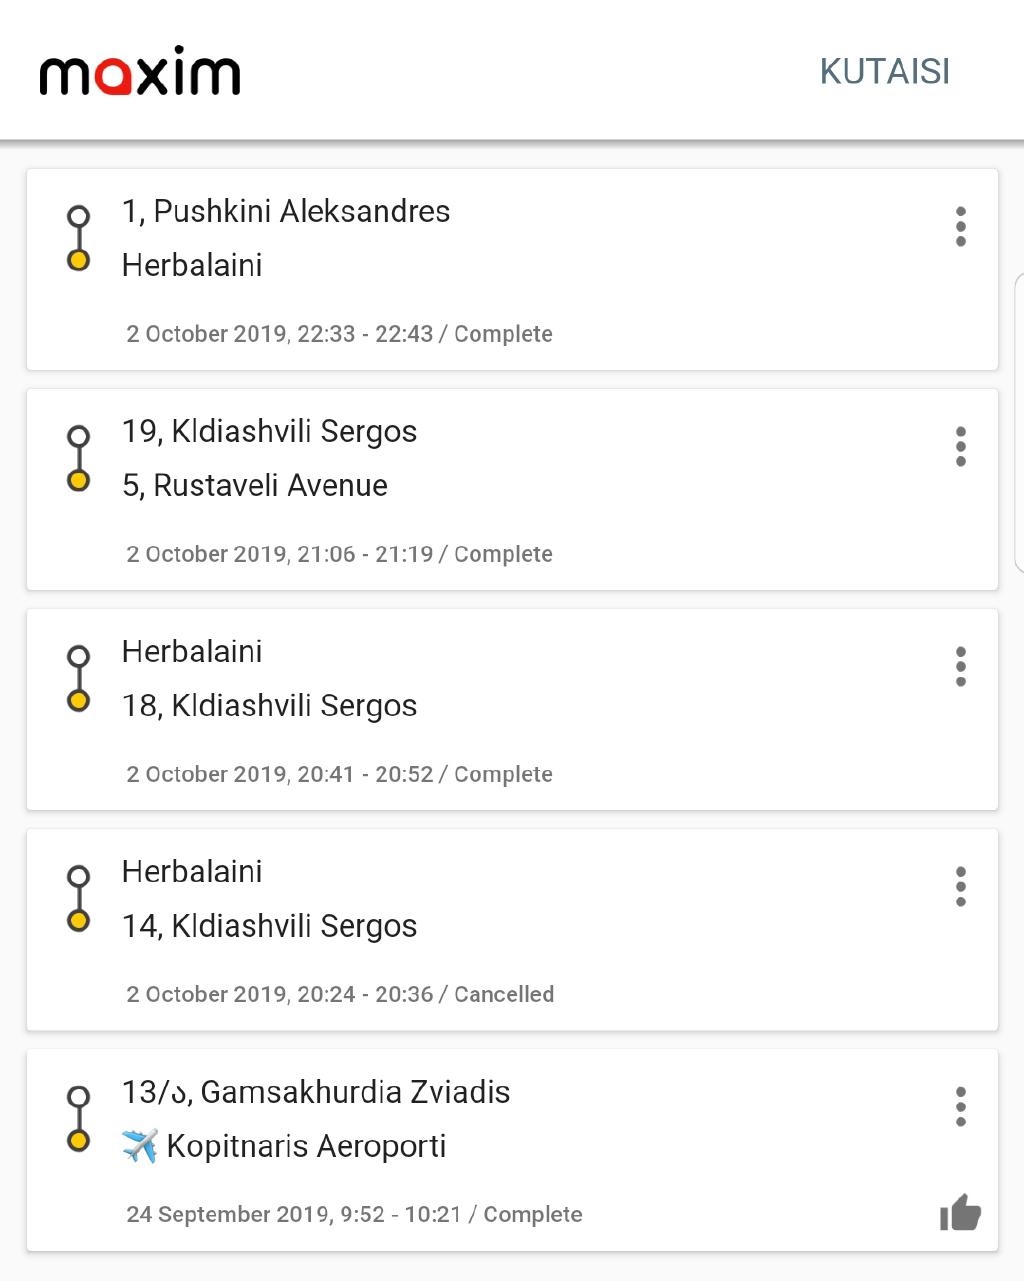 maxim
KUTAISI
1, Pushkini Aleksandres
Herbalaini
2 October 2019, 22:33 - 22:43 / Complete
19, Kldiashvili Sergos
5, Rustaveli Avenue
2 October 2019, 21:06 - 21:19 / Complete
Herbalaini
18, Kldiashvili Sergos
2 October 2019, 20:41 - 20:52 / Complete
Herbalaini
14, Kldiashvili Sergos
2 October 2019, 20:24 - 20:36 / Cancelled
13/ა, Gamsakhurdia Zviadis
✈️ Kopitnaris Aeroporti
24 September 2019, 9:52 - 10:21 / Complete